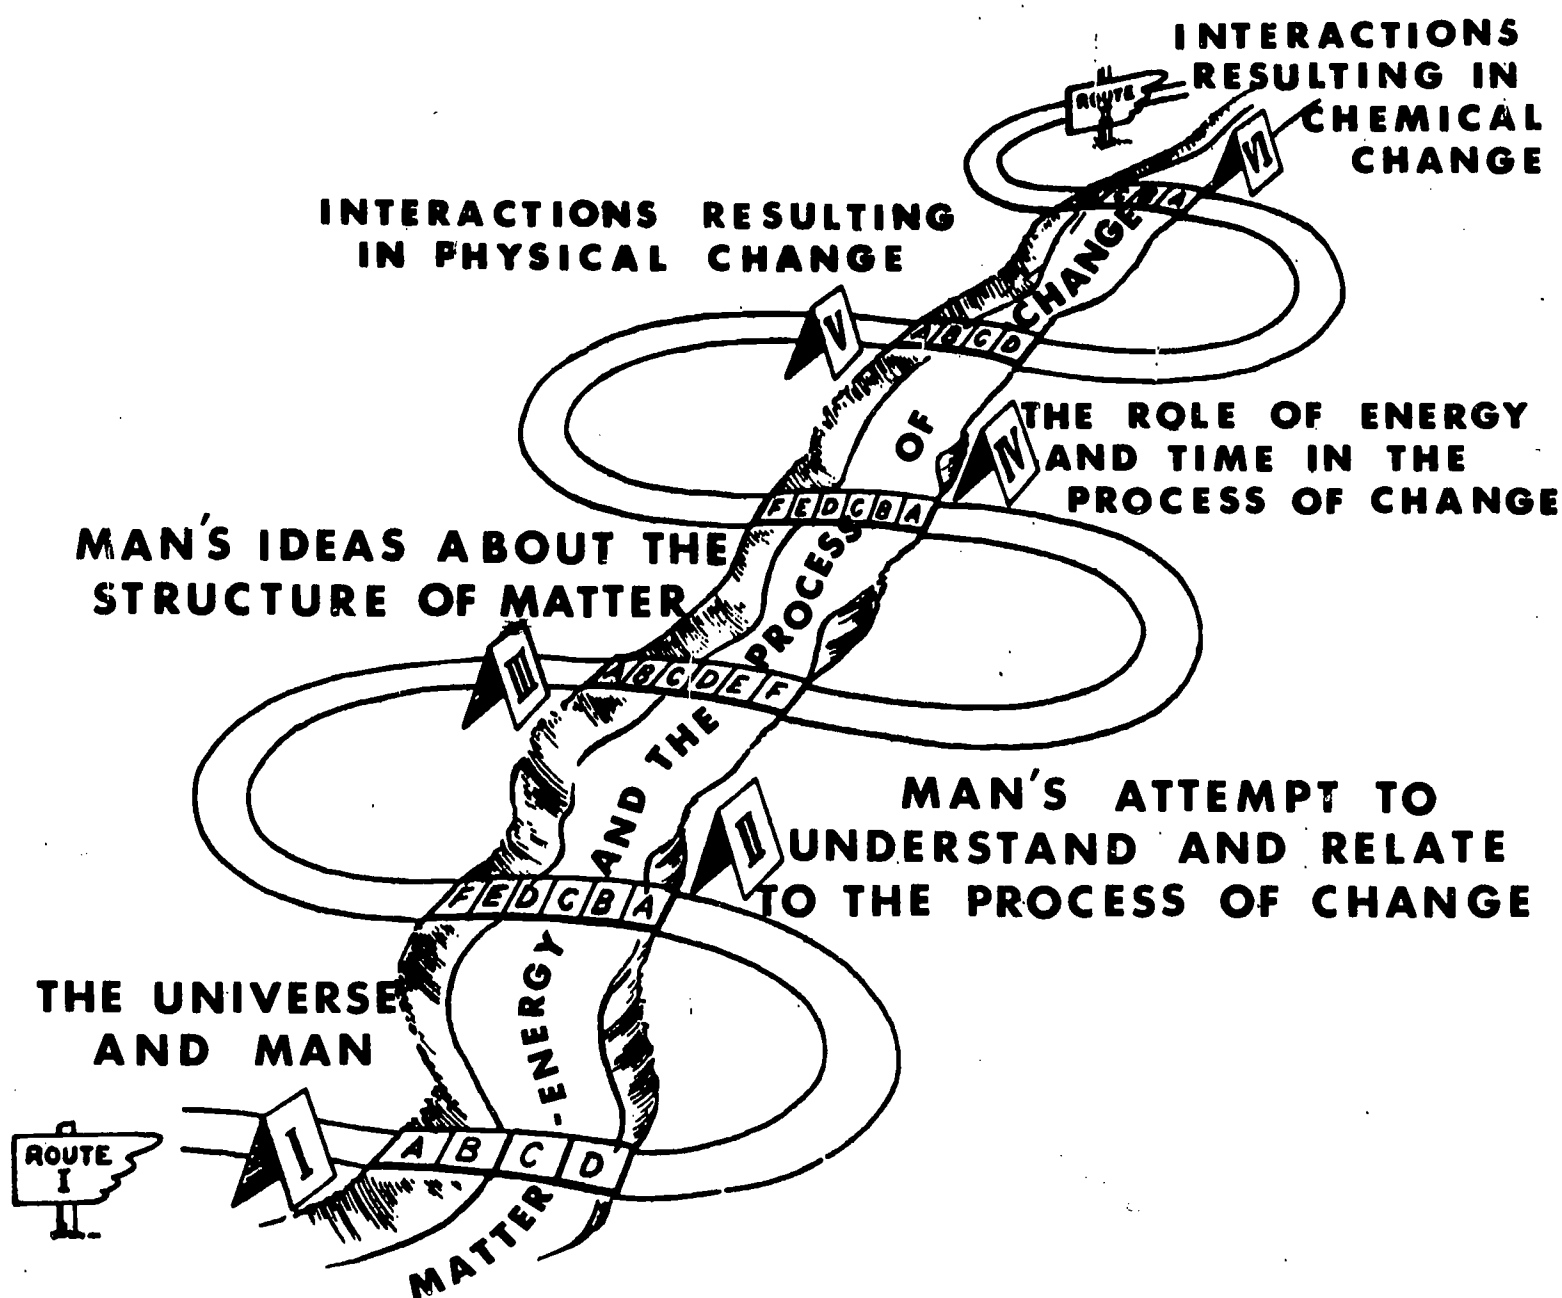 INTERACTIONS
RESULTING IN
CHEMICAL
CHANGE
ROUTE
VI
B A
INTERACTIONS RESULTING
IN PHYSICAL CHANGE
V
A B C D
THE ROLE OF ENERGY
AND TIME IN THE
PROCESS OF CHANGE
IV
F E D C B A
MAN'S IDEAS ABOUT THE
STRUCTURE OF MATTER
III
A B C D E F
MAN'S ATTEMPT TO
UNDERSTAND AND RELATE
TO THE PROCESS OF CHANGE
II
F E D C B A
THE UNIVERSE
AND MAN
I
A B C D
ROUTE
I
MATTER-ENERGY AND THE PROCESS OF CHANGE